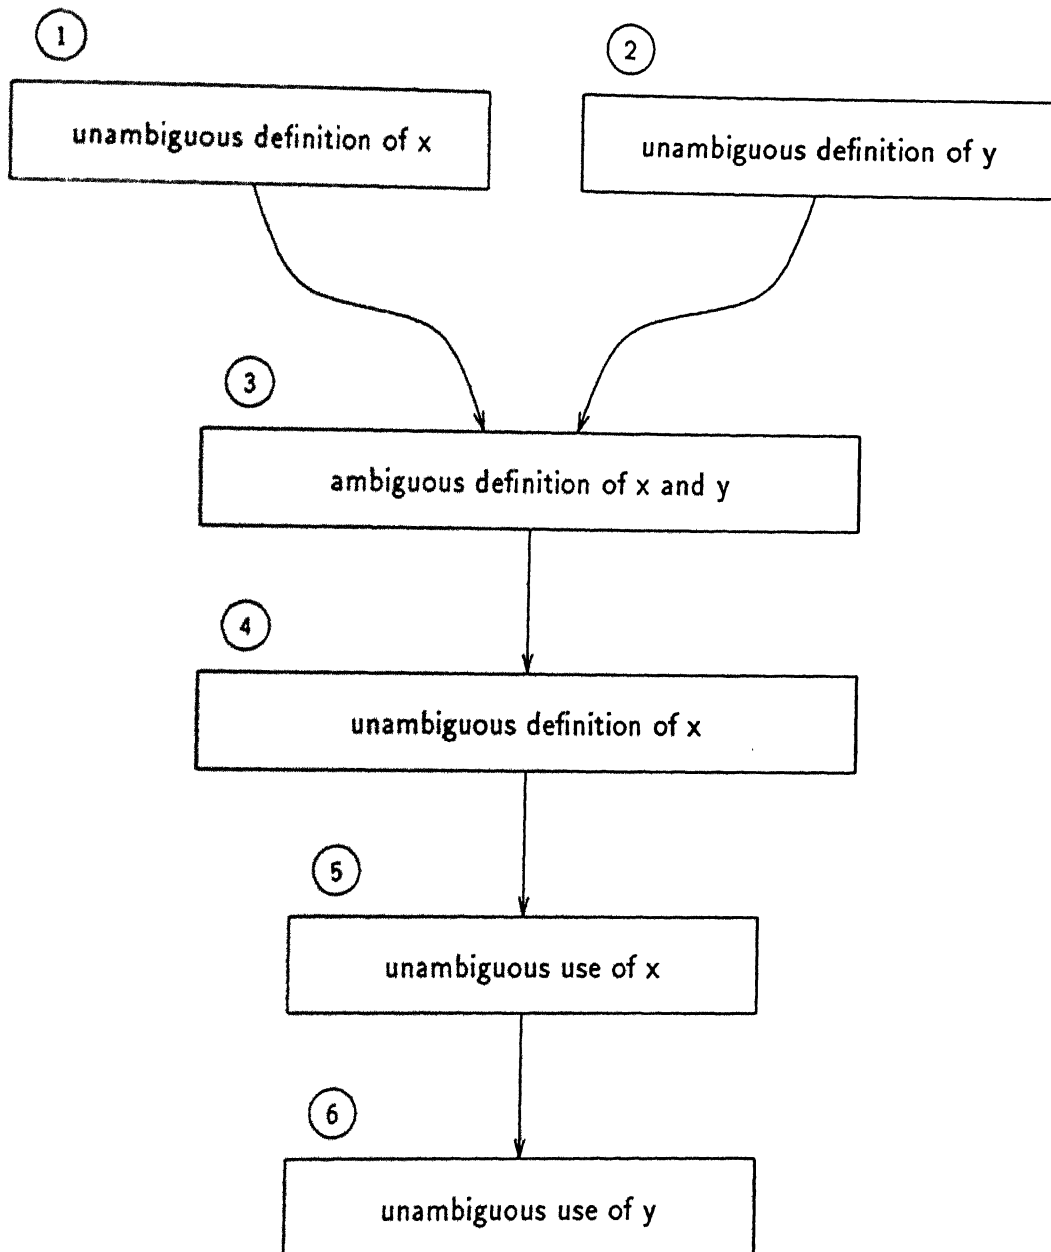 1
unambiguous definition of x
2
unambiguous definition of y
3
ambiguous definition of x and y
4
unambiguous definition of x
5
unambiguous use of x
6
unambiguous use of y